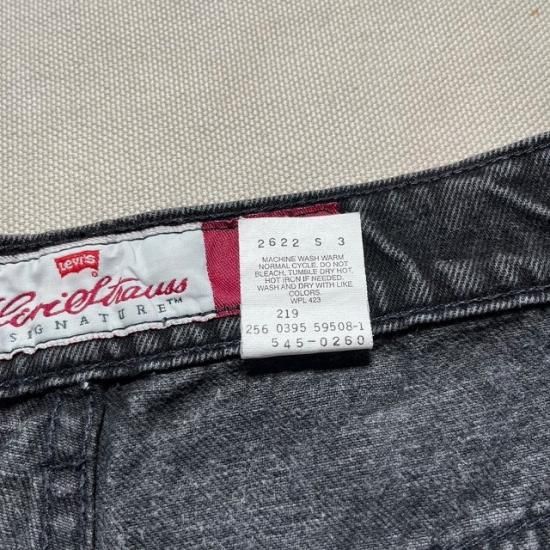 Levi's
Levi Strauss
SIGNATURE™
2622 S 3
MACHINE WASH WARM
NORMAL CYCLE. DO NOT
BLEACH, TUMBLE DRY HOT,
HOT IRON IF NEEDED.
WASH AND DRY WITH LIKE
COLORS.
WPL 423
219
256 0395 59508-1
545-0260